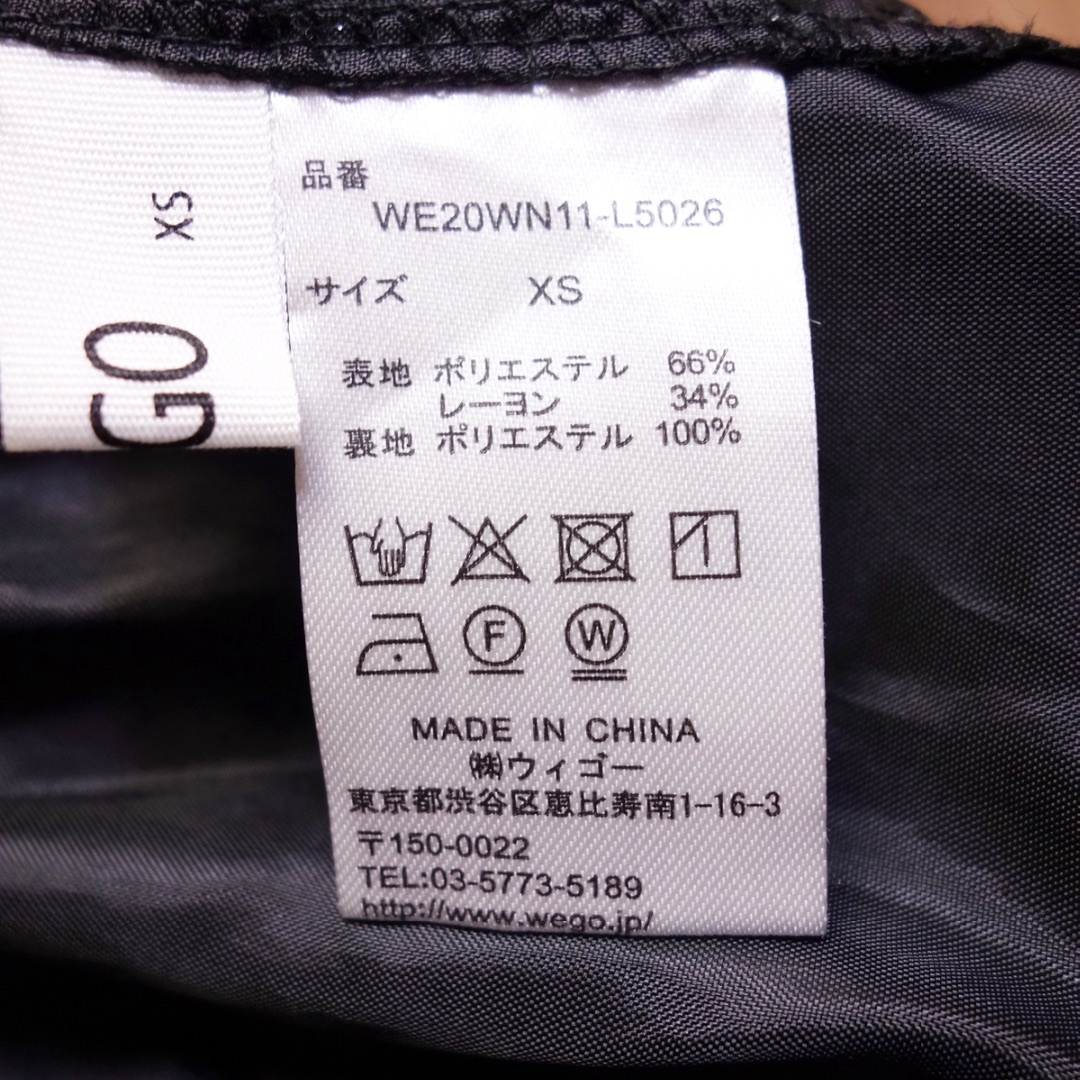 XS
GO
品番
WE20WN11-L5026
サイズ XS
表地 ポリエステル 66%
レーヨン 34%
裏地 ポリエステル 100%
F W
MADE IN CHINA
㈱ウィゴー
東京都渋谷区恵比寿南1-16-3
〒150-0022
TEL:03-5773-5189
http://www.wego.jp/